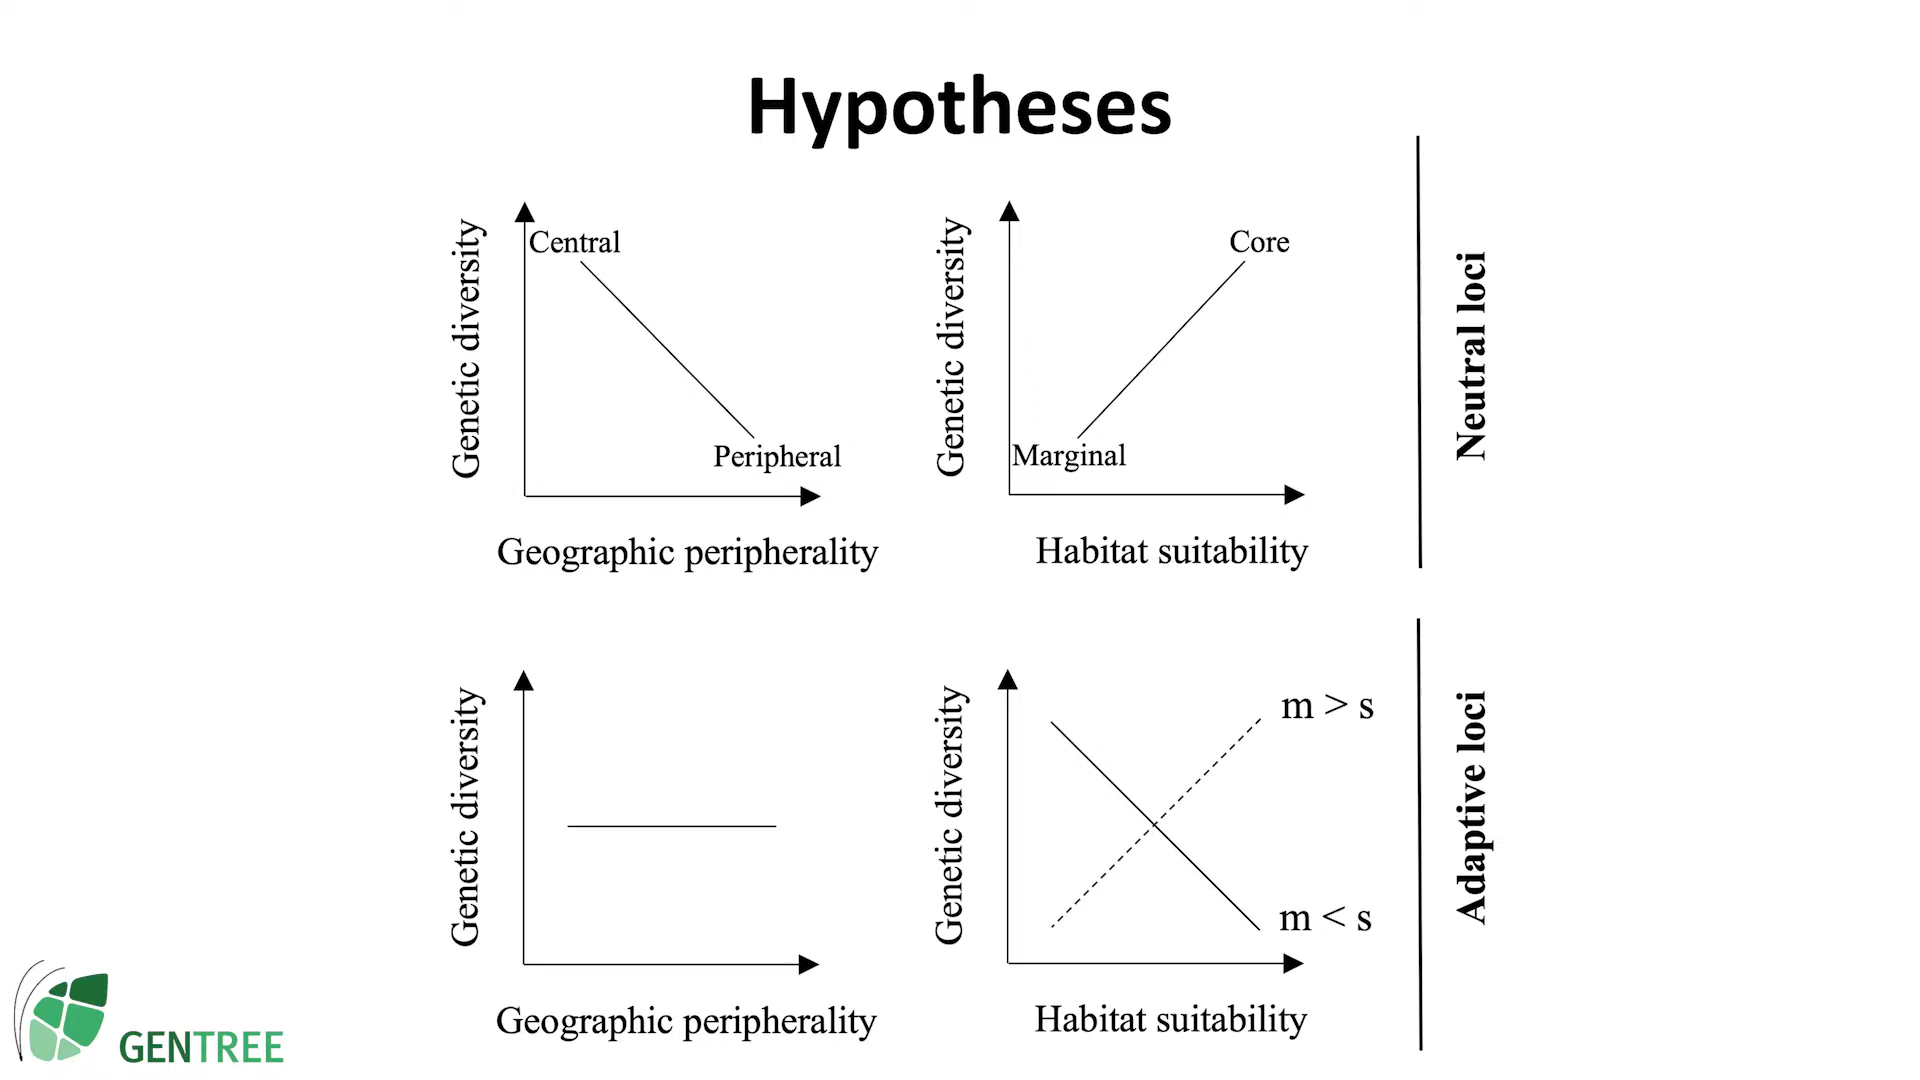 Hypotheses
Genetic diversity
Central
Peripheral
Geographic peripherality
Genetic diversity
Core
Marginal
Habitat suitability
Neutral loci
Genetic diversity
Geographic peripherality
Genetic diversity
m > s
m < s
Habitat suitability
Adaptive loci
GENTREE